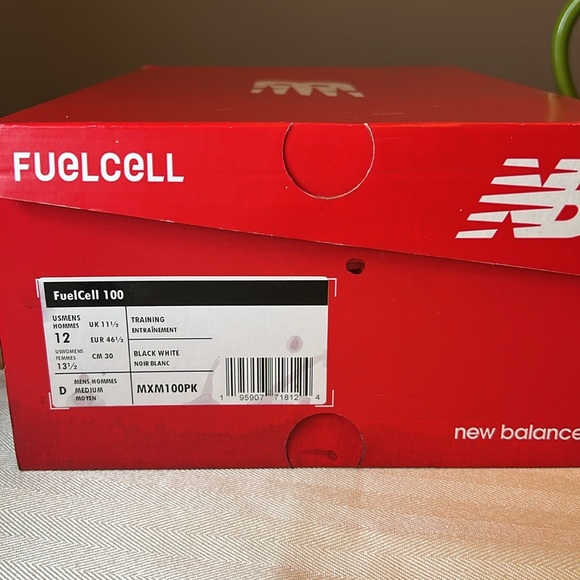 FUELCELL
NB
FuelCell 100
USMENS
HOMMES
12
UK 11½
EUR 46½
USWOMENS
FEMMES
13½
CM 30
D
MENS/HOMMES
MEDIUM
MOYEN
TRAINING
ENTRAÎNEMENT
BLACK WHITE
NOIR BLANC
MXM100PK
1 95907 71812 4
new balance